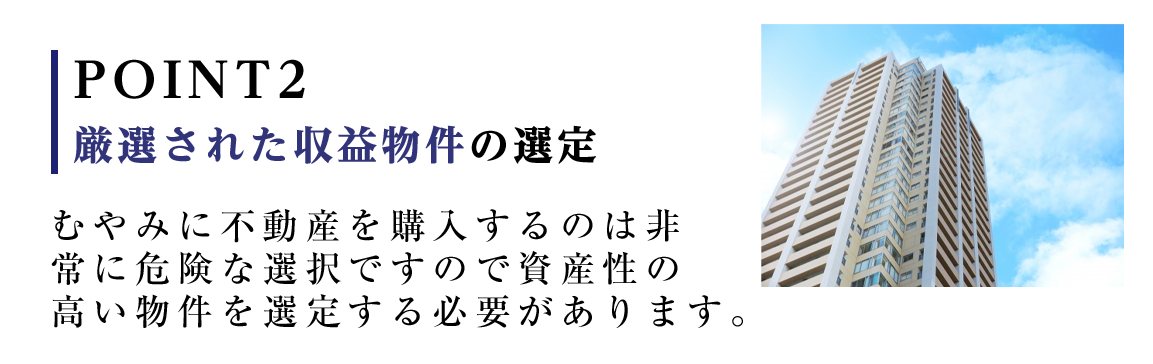 POINT2
厳選された収益物件の選定
むやみに不動産を購入するのは非
常に危険な選択ですので資産性の
高い物件を選定する必要があります。